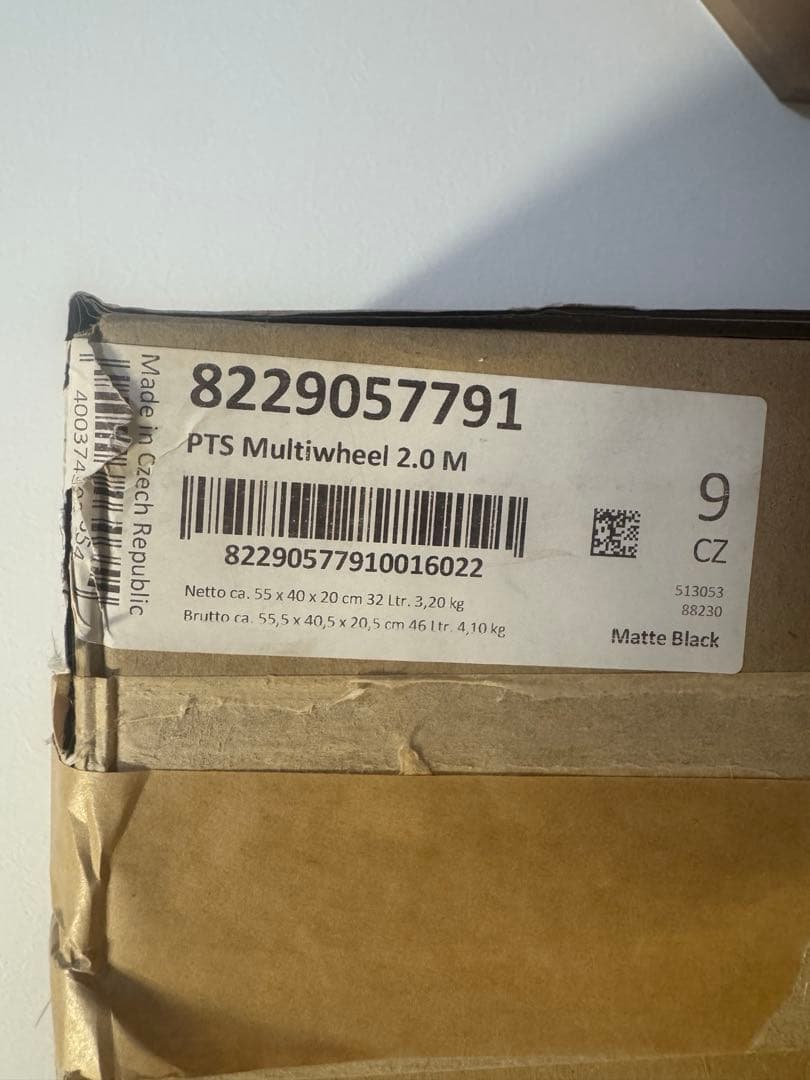 8229057791
PTS Multiwheel 2.0 M
82290577910016022
Netto ca. 55 x 40 x 20 cm 32 Ltr. 3,20 kg
Brutto ca. 55,5 x 40,5 x 20,5 cm 46 Ltr. 4,10 kg
9
CZ
513053
88230
Matte Black
Made in Czech Republic